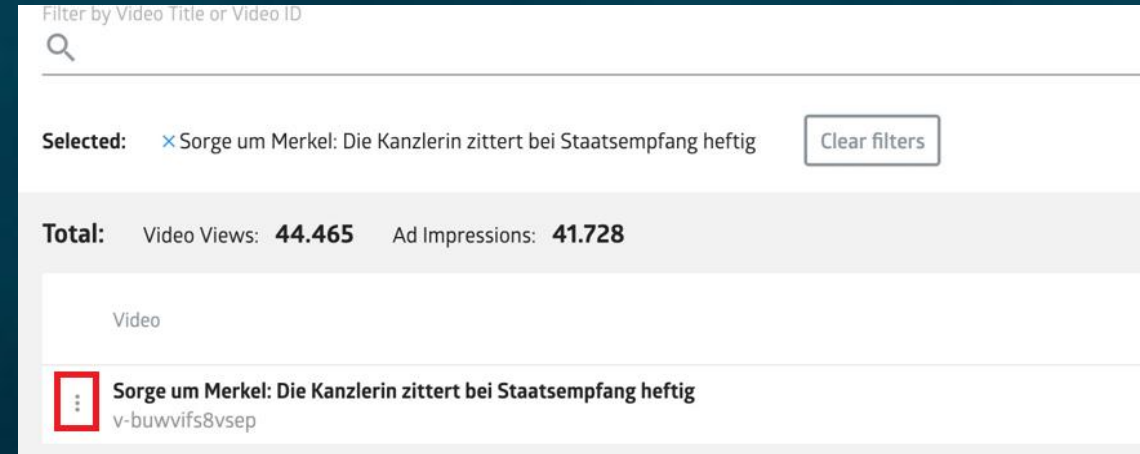 Filter by Video Title or Video ID
Selected: × Sorge um Merkel: Die Kanzlerin zittert bei Staatsempfang heftig Clear filters
Total: Video Views: 44.465 Ad Impressions: 41.728
Video
Sorge um Merkel: Die Kanzlerin zittert bei Staatsempfang heftig
v-buwvifs8vsep